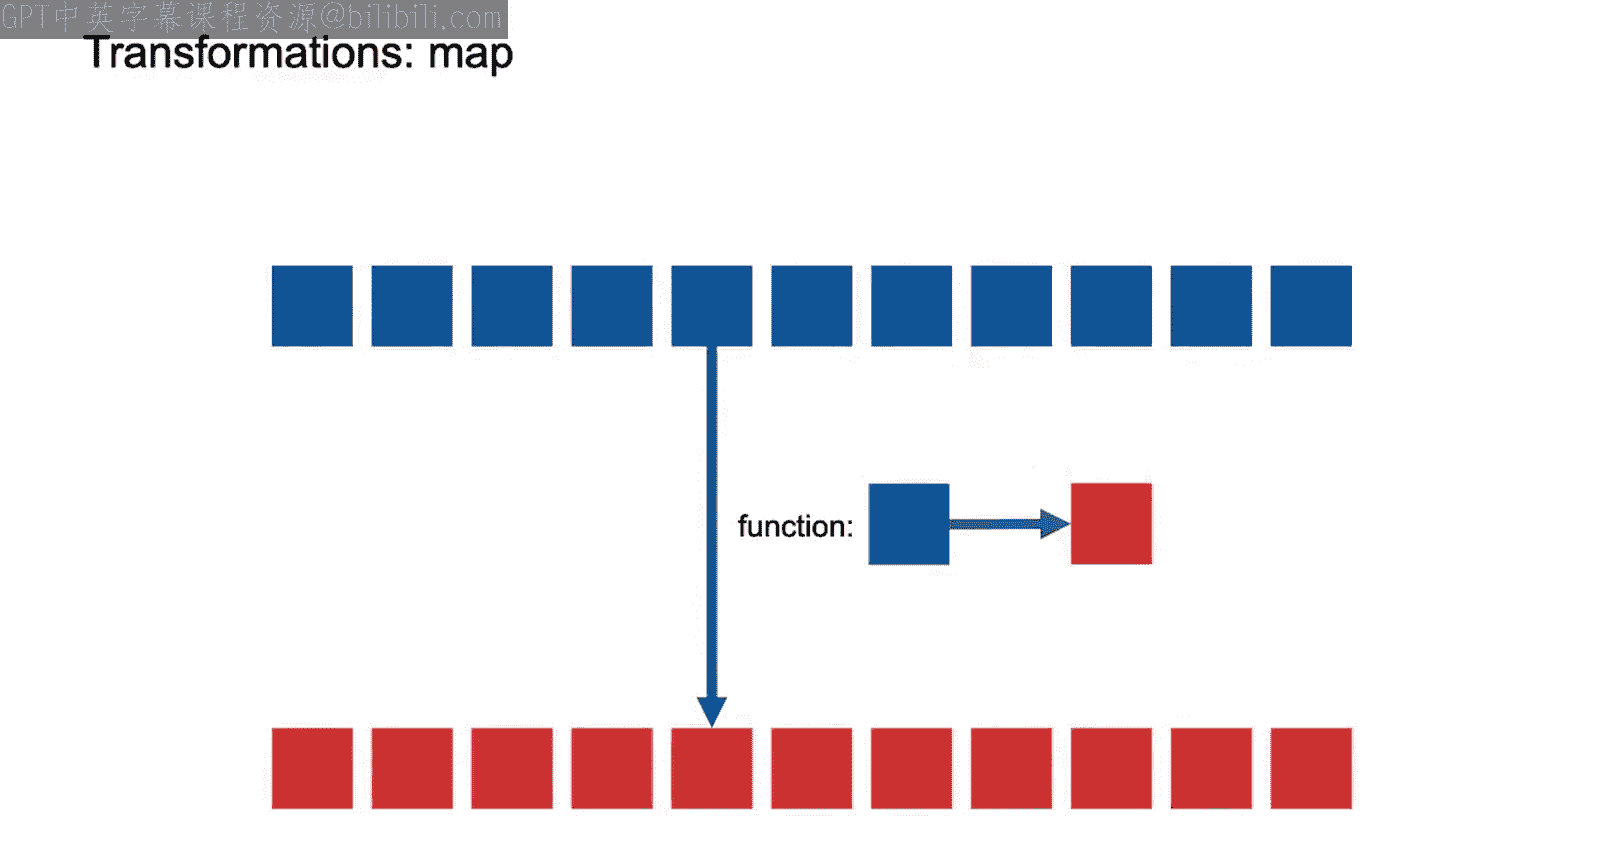 GPT中英字幕课程资源@bilibili.com
Transformations: map
function: